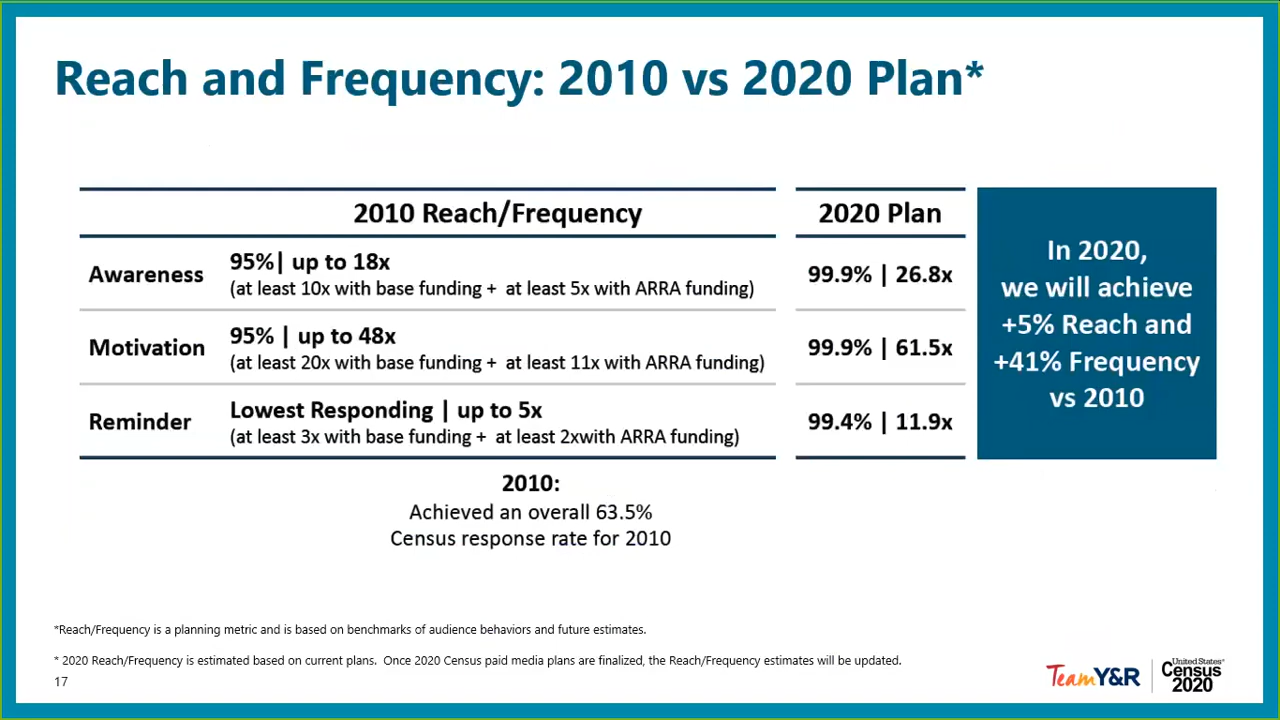 Reach and Frequency: 2010 vs 2020 Plan*
2010 Reach/Frequency
2020 Plan
Awareness
95%| up to 18x
(at least 10x with base funding + at least 5x with ARRA funding)
99.9% | 26.8x
Motivation
95% | up to 48x
(at least 20x with base funding + at least 11x with ARRA funding)
99.9% | 61.5x
Reminder
Lowest Responding | up to 5x
(at least 3x with base funding + at least 2xwith ARRA funding)
99.4% | 11.9x
In 2020,
we will achieve
+5% Reach and
+41% Frequency
vs 2010
2010:
Achieved an overall 63.5%
Census response rate for 2010
*Reach/Frequency is a planning metric and is based on benchmarks of audience behaviors and future estimates.
* 2020 Reach/Frequency is estimated based on current plans. Once 2020 Census paid media plans are finalized, the Reach/Frequency estimates will be updated.
17
TeamY&R
United States®
Census
2020